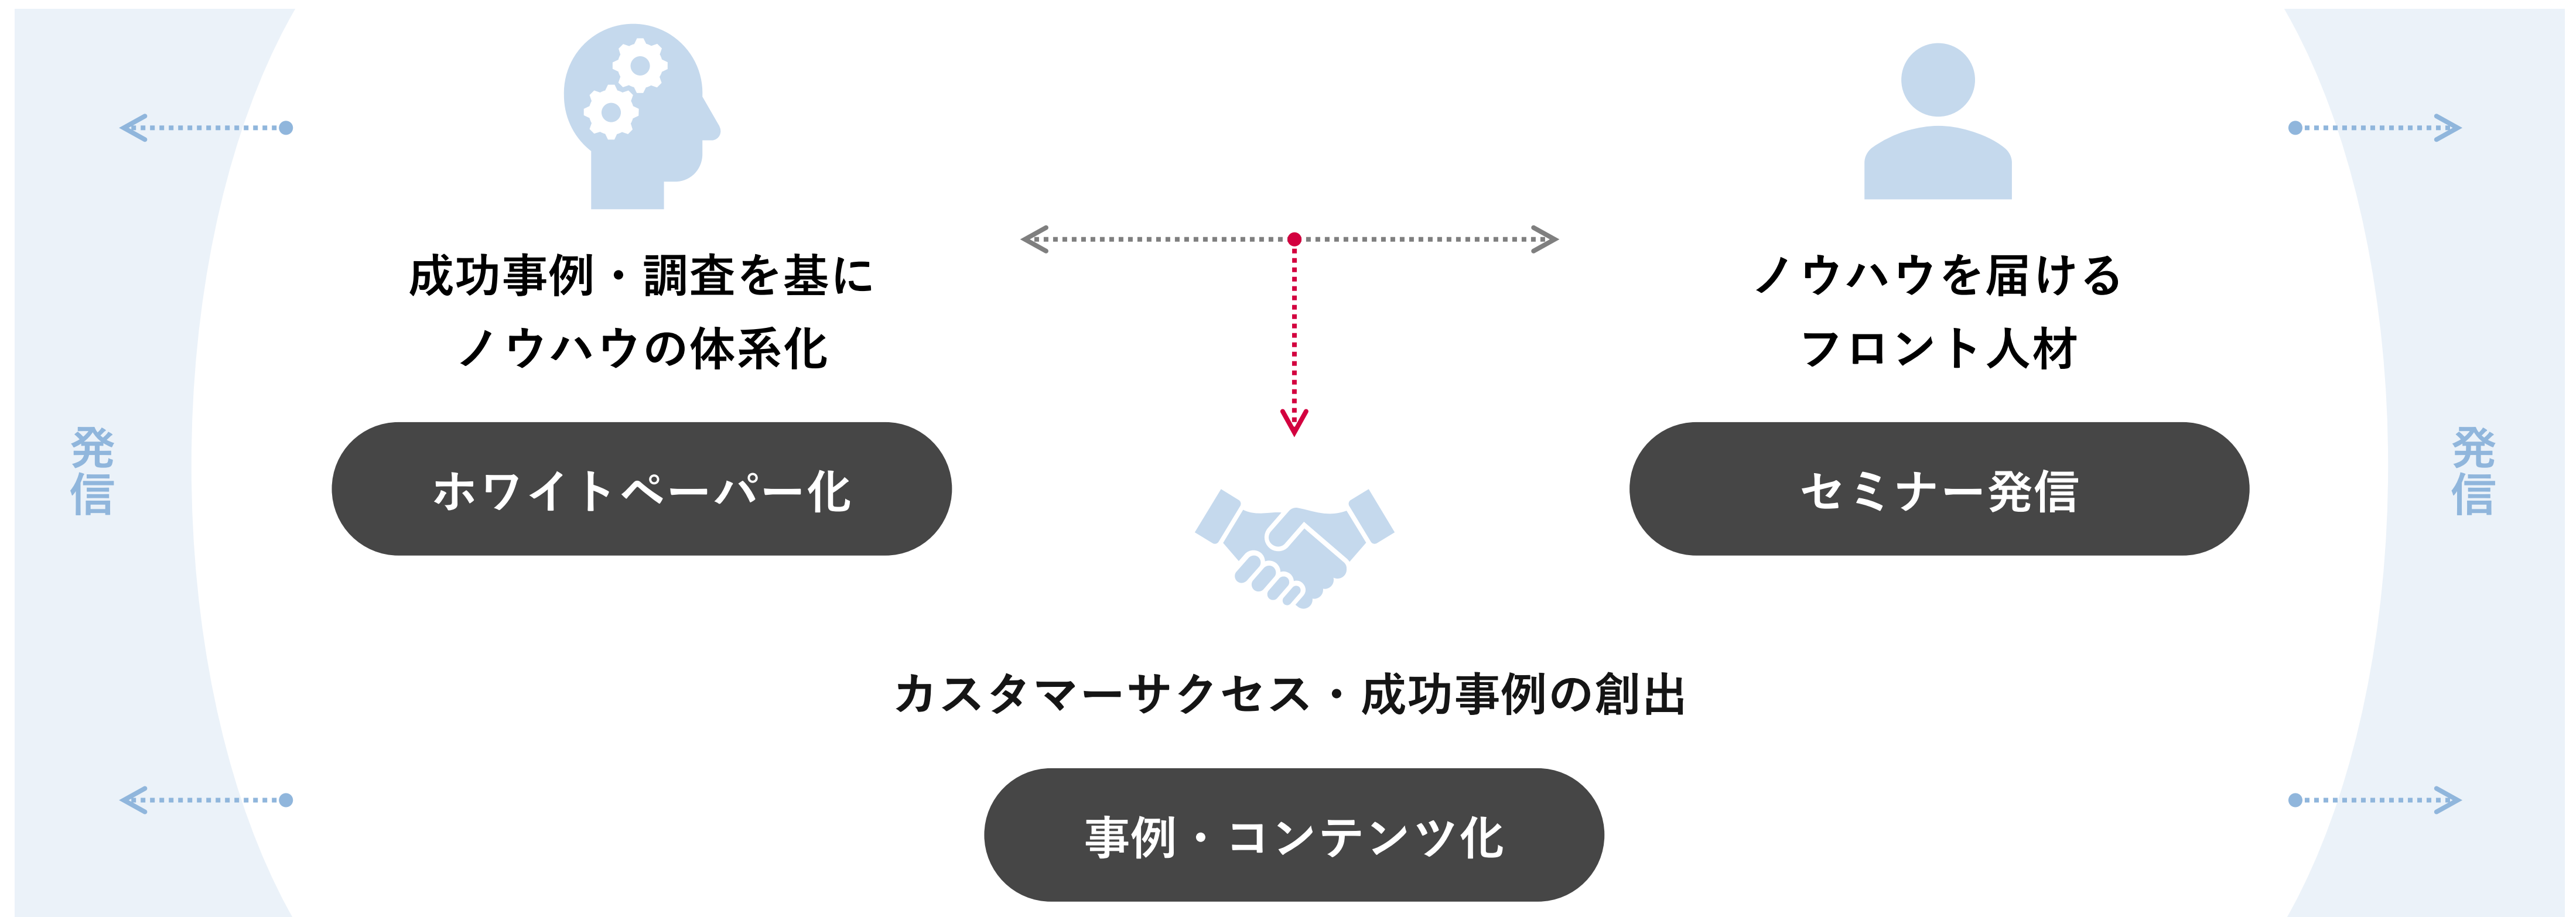 成功事例・調査を基に
ノウハウの体系化
ホワイトペーパー化
ノウハウを届ける
フロント人材
セミナー発信
カスタマーサクセス・成功事例の創出
事例・コンテンツ化
発信
発信